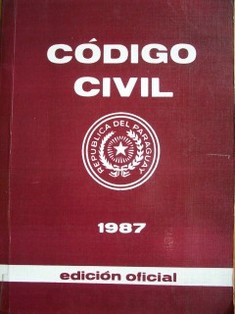 CÓDIGO
CIVIL
REPUBLICA DEL PARAGUAY
1987
edición oficial